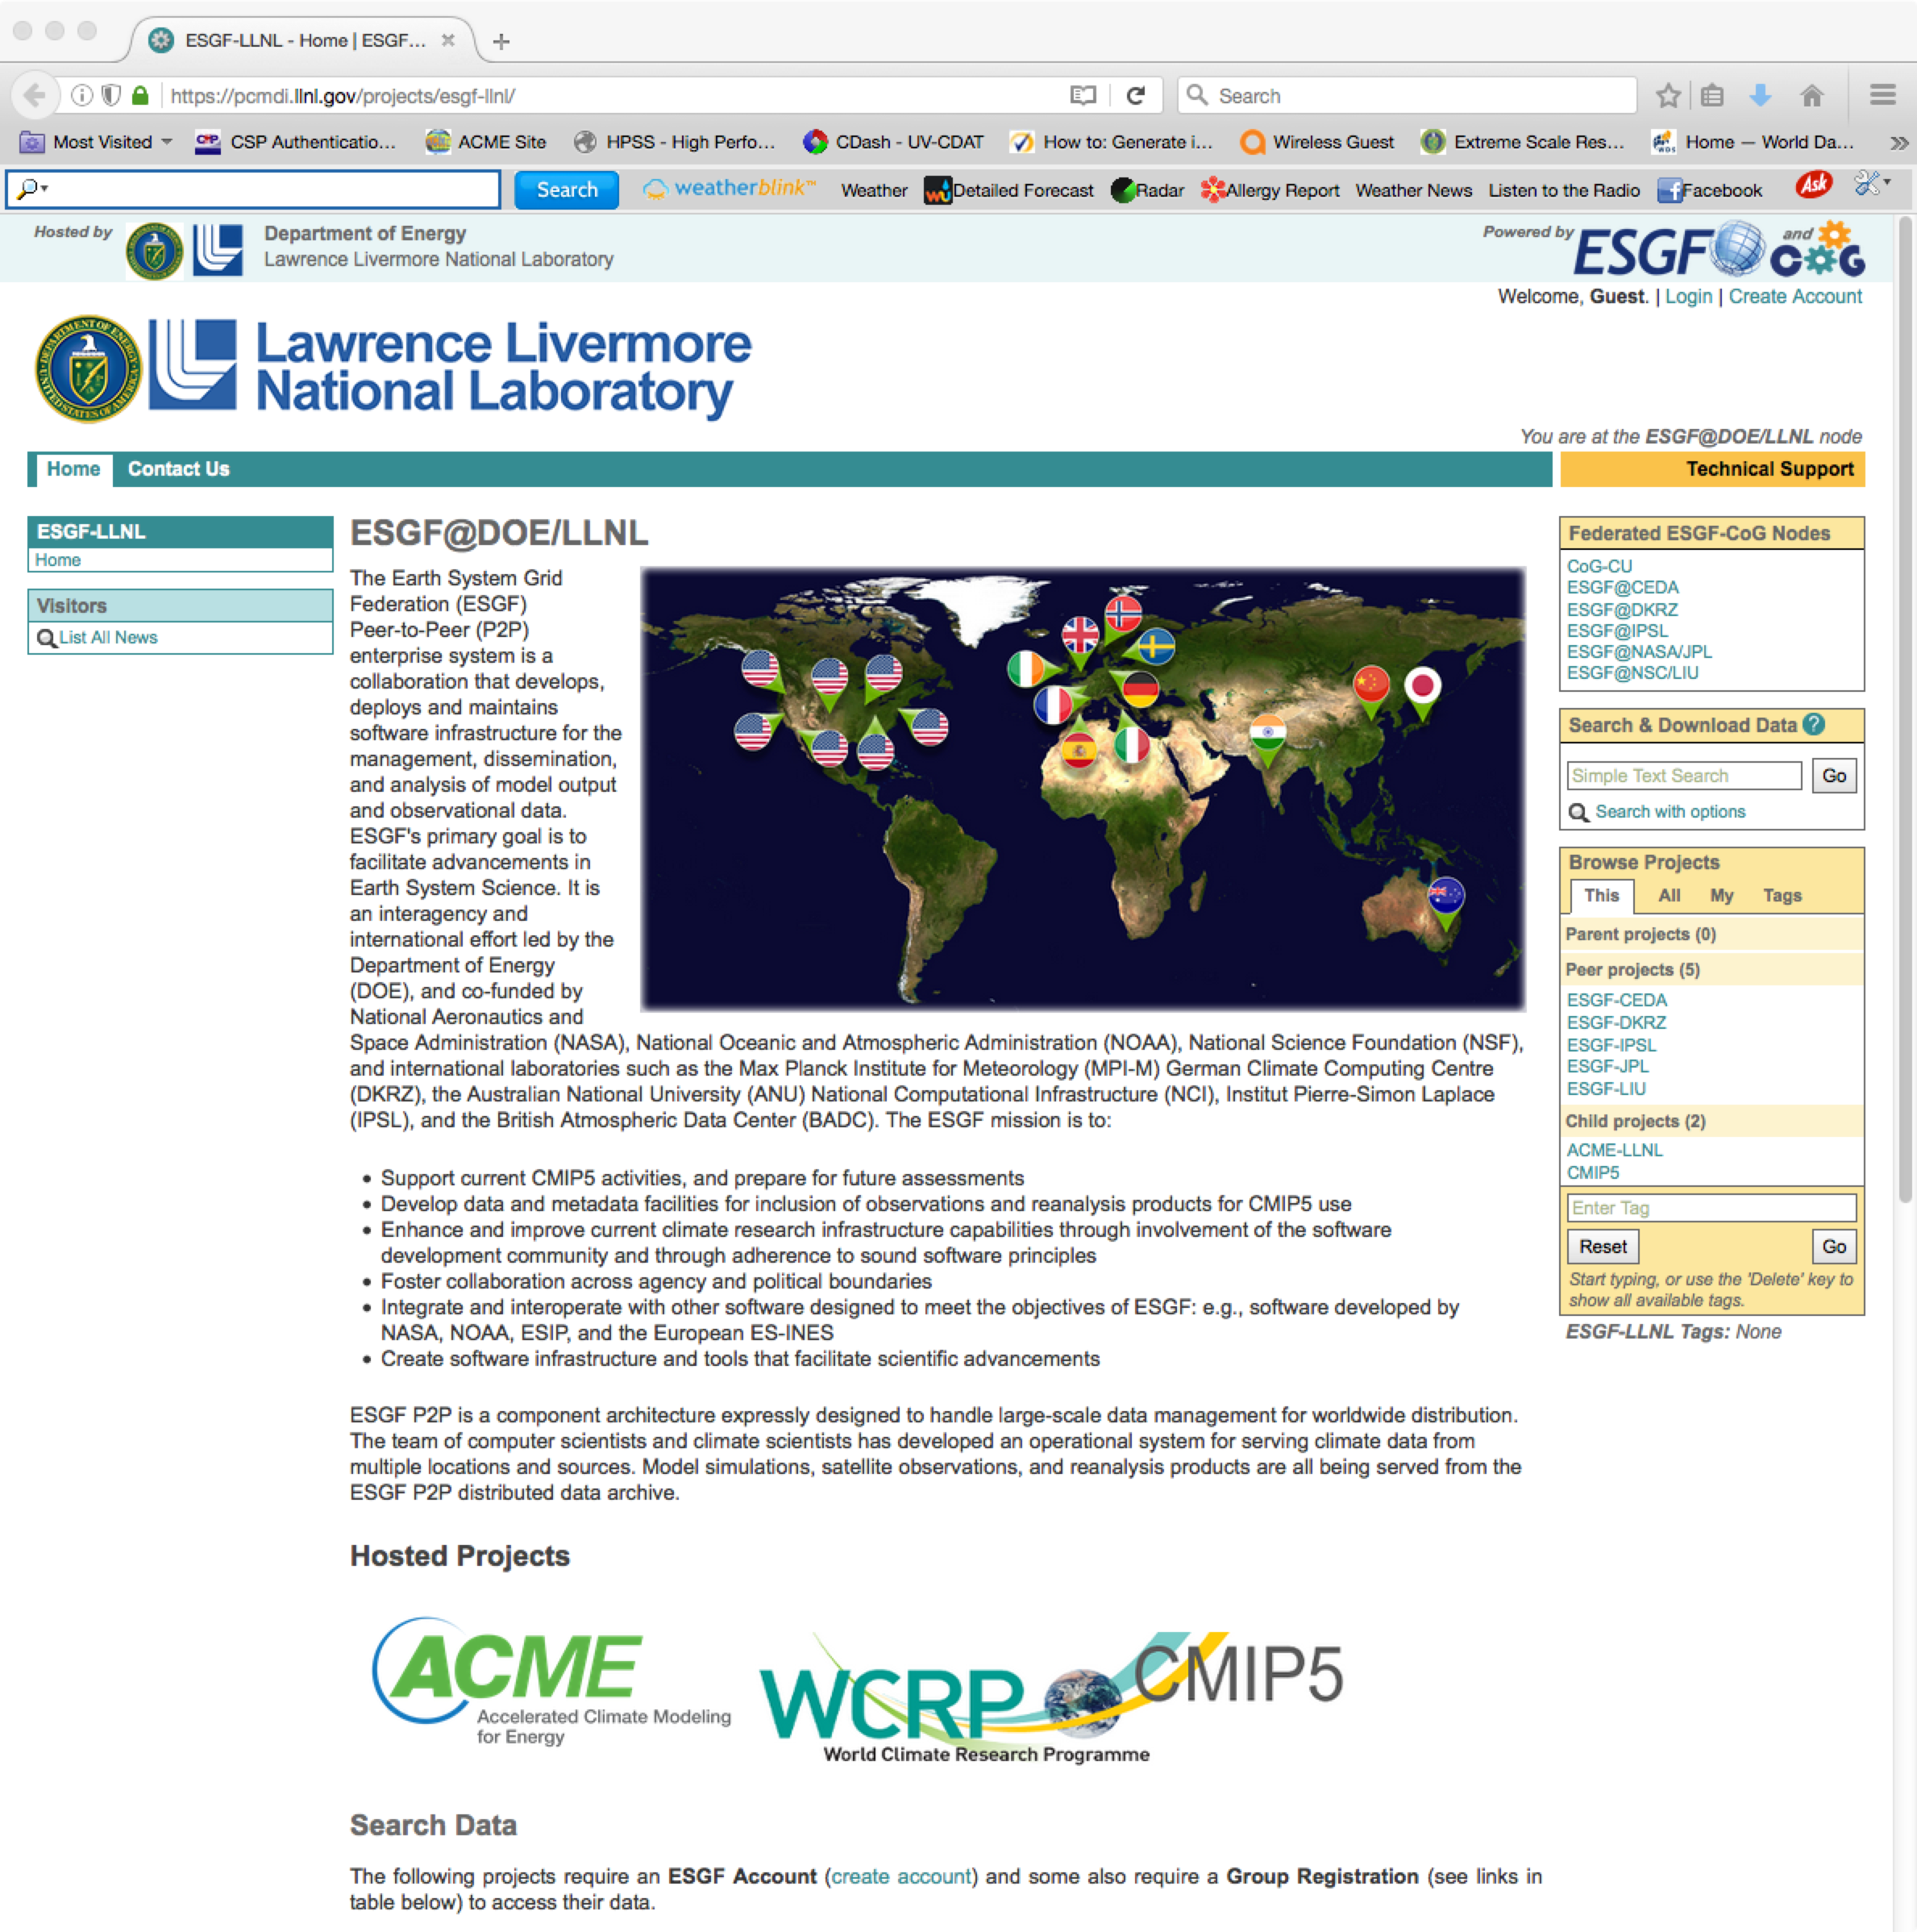 ESGF-LLNL - Home | ESGF...
https://pcmdi.llnl.gov/projects/esgf-llnl/
Search
Most Visited
CSP Authenticatio...
ACME Site
HPSS - High Perfo...
CDash - UV-CDAT
How to: Generate i...
Wireless Guest
Extreme Scale Res...
Home — World Da...
Search
weatherblink™
Weather
Detailed Forecast
Radar
Allergy Report
Weather News
Listen to the Radio
Facebook
Ask
Hosted by
Department of Energy
Lawrence Livermore National Laboratory
Powered by
ESGF
and
CoG
Welcome, Guest. | Login | Create Account
Lawrence Livermore
National Laboratory
You are at the ESGF@DOE/LLNL node
Home
Contact Us
Technical Support
ESGF-LLNL
Home
Visitors
List All News
ESGF@DOE/LLNL
The Earth System Grid
Federation (ESGF)
Peer-to-Peer (P2P)
enterprise system is a
collaboration that develops,
deploys and maintains
software infrastructure for the
management, dissemination,
and analysis of model output
and observational data.
ESGF's primary goal is to
facilitate advancements in
Earth System Science. It is
an interagency and
international effort led by the
Department of Energy
(DOE), and co-funded by
National Aeronautics and
Space Administration (NASA), National Oceanic and Atmospheric Administration (NOAA), National Science Foundation (NSF),
and international laboratories such as the Max Planck Institute for Meteorology (MPI-M) German Climate Computing Centre
(DKRZ), the Australian National University (ANU) National Computational Infrastructure (NCI), Institut Pierre-Simon Laplace
(IPSL), and the British Atmospheric Data Center (BADC). The ESGF mission is to:
• Support current CMIP5 activities, and prepare for future assessments
• Develop data and metadata facilities for inclusion of observations and reanalysis products for CMIP5 use
• Enhance and improve current climate research infrastructure capabilities through involvement of the software
development community and through adherence to sound software principles
• Foster collaboration across agency and political boundaries
• Integrate and interoperate with other software designed to meet the objectives of ESGF: e.g., software developed by
NASA, NOAA, ESIP, and the European ES-INES
• Create software infrastructure and tools that facilitate scientific advancements
ESGF P2P is a component architecture expressly designed to handle large-scale data management for worldwide distribution.
The team of computer scientists and climate scientists has developed an operational system for serving climate data from
multiple locations and sources. Model simulations, satellite observations, and reanalysis products are all being served from the
ESGF P2P distributed data archive.
Hosted Projects
ACME
Accelerated Climate Modeling
for Energy
WCRP
CMIP5
World Climate Research Programme
Search Data
The following projects require an ESGF Account (create account) and some also require a Group Registration (see links in
table below) to access their data.
Federated ESGF-CoG Nodes
CoG-CU
ESGF@CEDA
ESGF@DKRZ
ESGF@IPSL
ESGF@NASA/JPL
ESGF@NSC/LIU
Search & Download Data ?
Simple Text Search
Go
Search with options
Browse Projects
This
All
My
Tags
Parent projects (0)
Peer projects (5)
ESGF-CEDA
ESGF-DKRZ
ESGF-IPSL
ESGF-JPL
ESGF-LIU
Child projects (2)
ACME-LLNL
CMIP5
Enter Tag
Reset
Go
Start typing, or use the 'Delete' key to
show all available tags.
ESGF-LLNL Tags: None